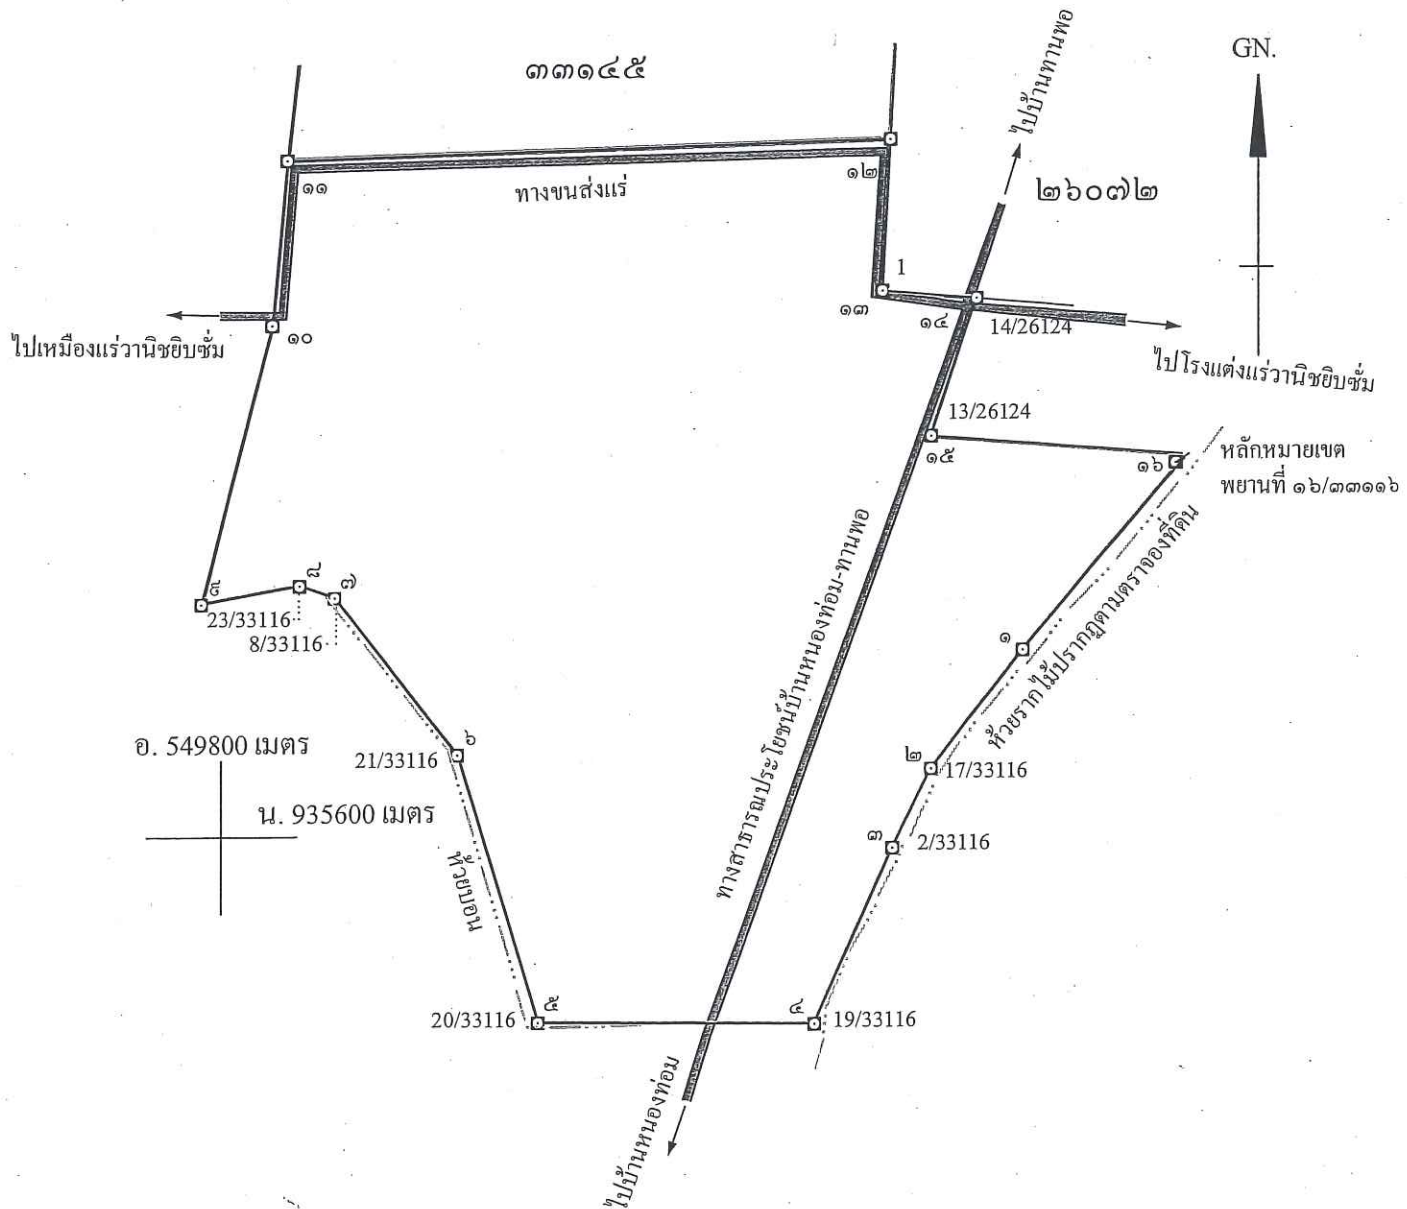 ๓๓๑๔๕
ไปบ้านทานพอ
GN.
๒๖๐๗๒
๑๑
ทางขนส่งแร่
๑๒
1
๑๓
๑๔
14/26124
๑๐
ไปเหมืองแร่วานิชยิบซั่ม
ไปโรงแต่งแร่วานิชยิบซั่ม
13/26124
๑๕
๑๖
หลักหมายเขต
พยานที่ ๑๖/๓๓๑๑๖
๙
๘
๗
23/33116
8/33116
ทางสาธารณประโยชน์บ้านหนองท่อม-ทานพอ
ห้วยรากไม้ปรากฏตามตราจองที่ดิน
๑
๖
21/33116
๒
17/33116
อ. 549800 เมตร
น. 935600 เมตร
๓
2/33116
ห้วยบอน
๕
20/33116
๔
19/33116
ไปบ้านหนองท่อม